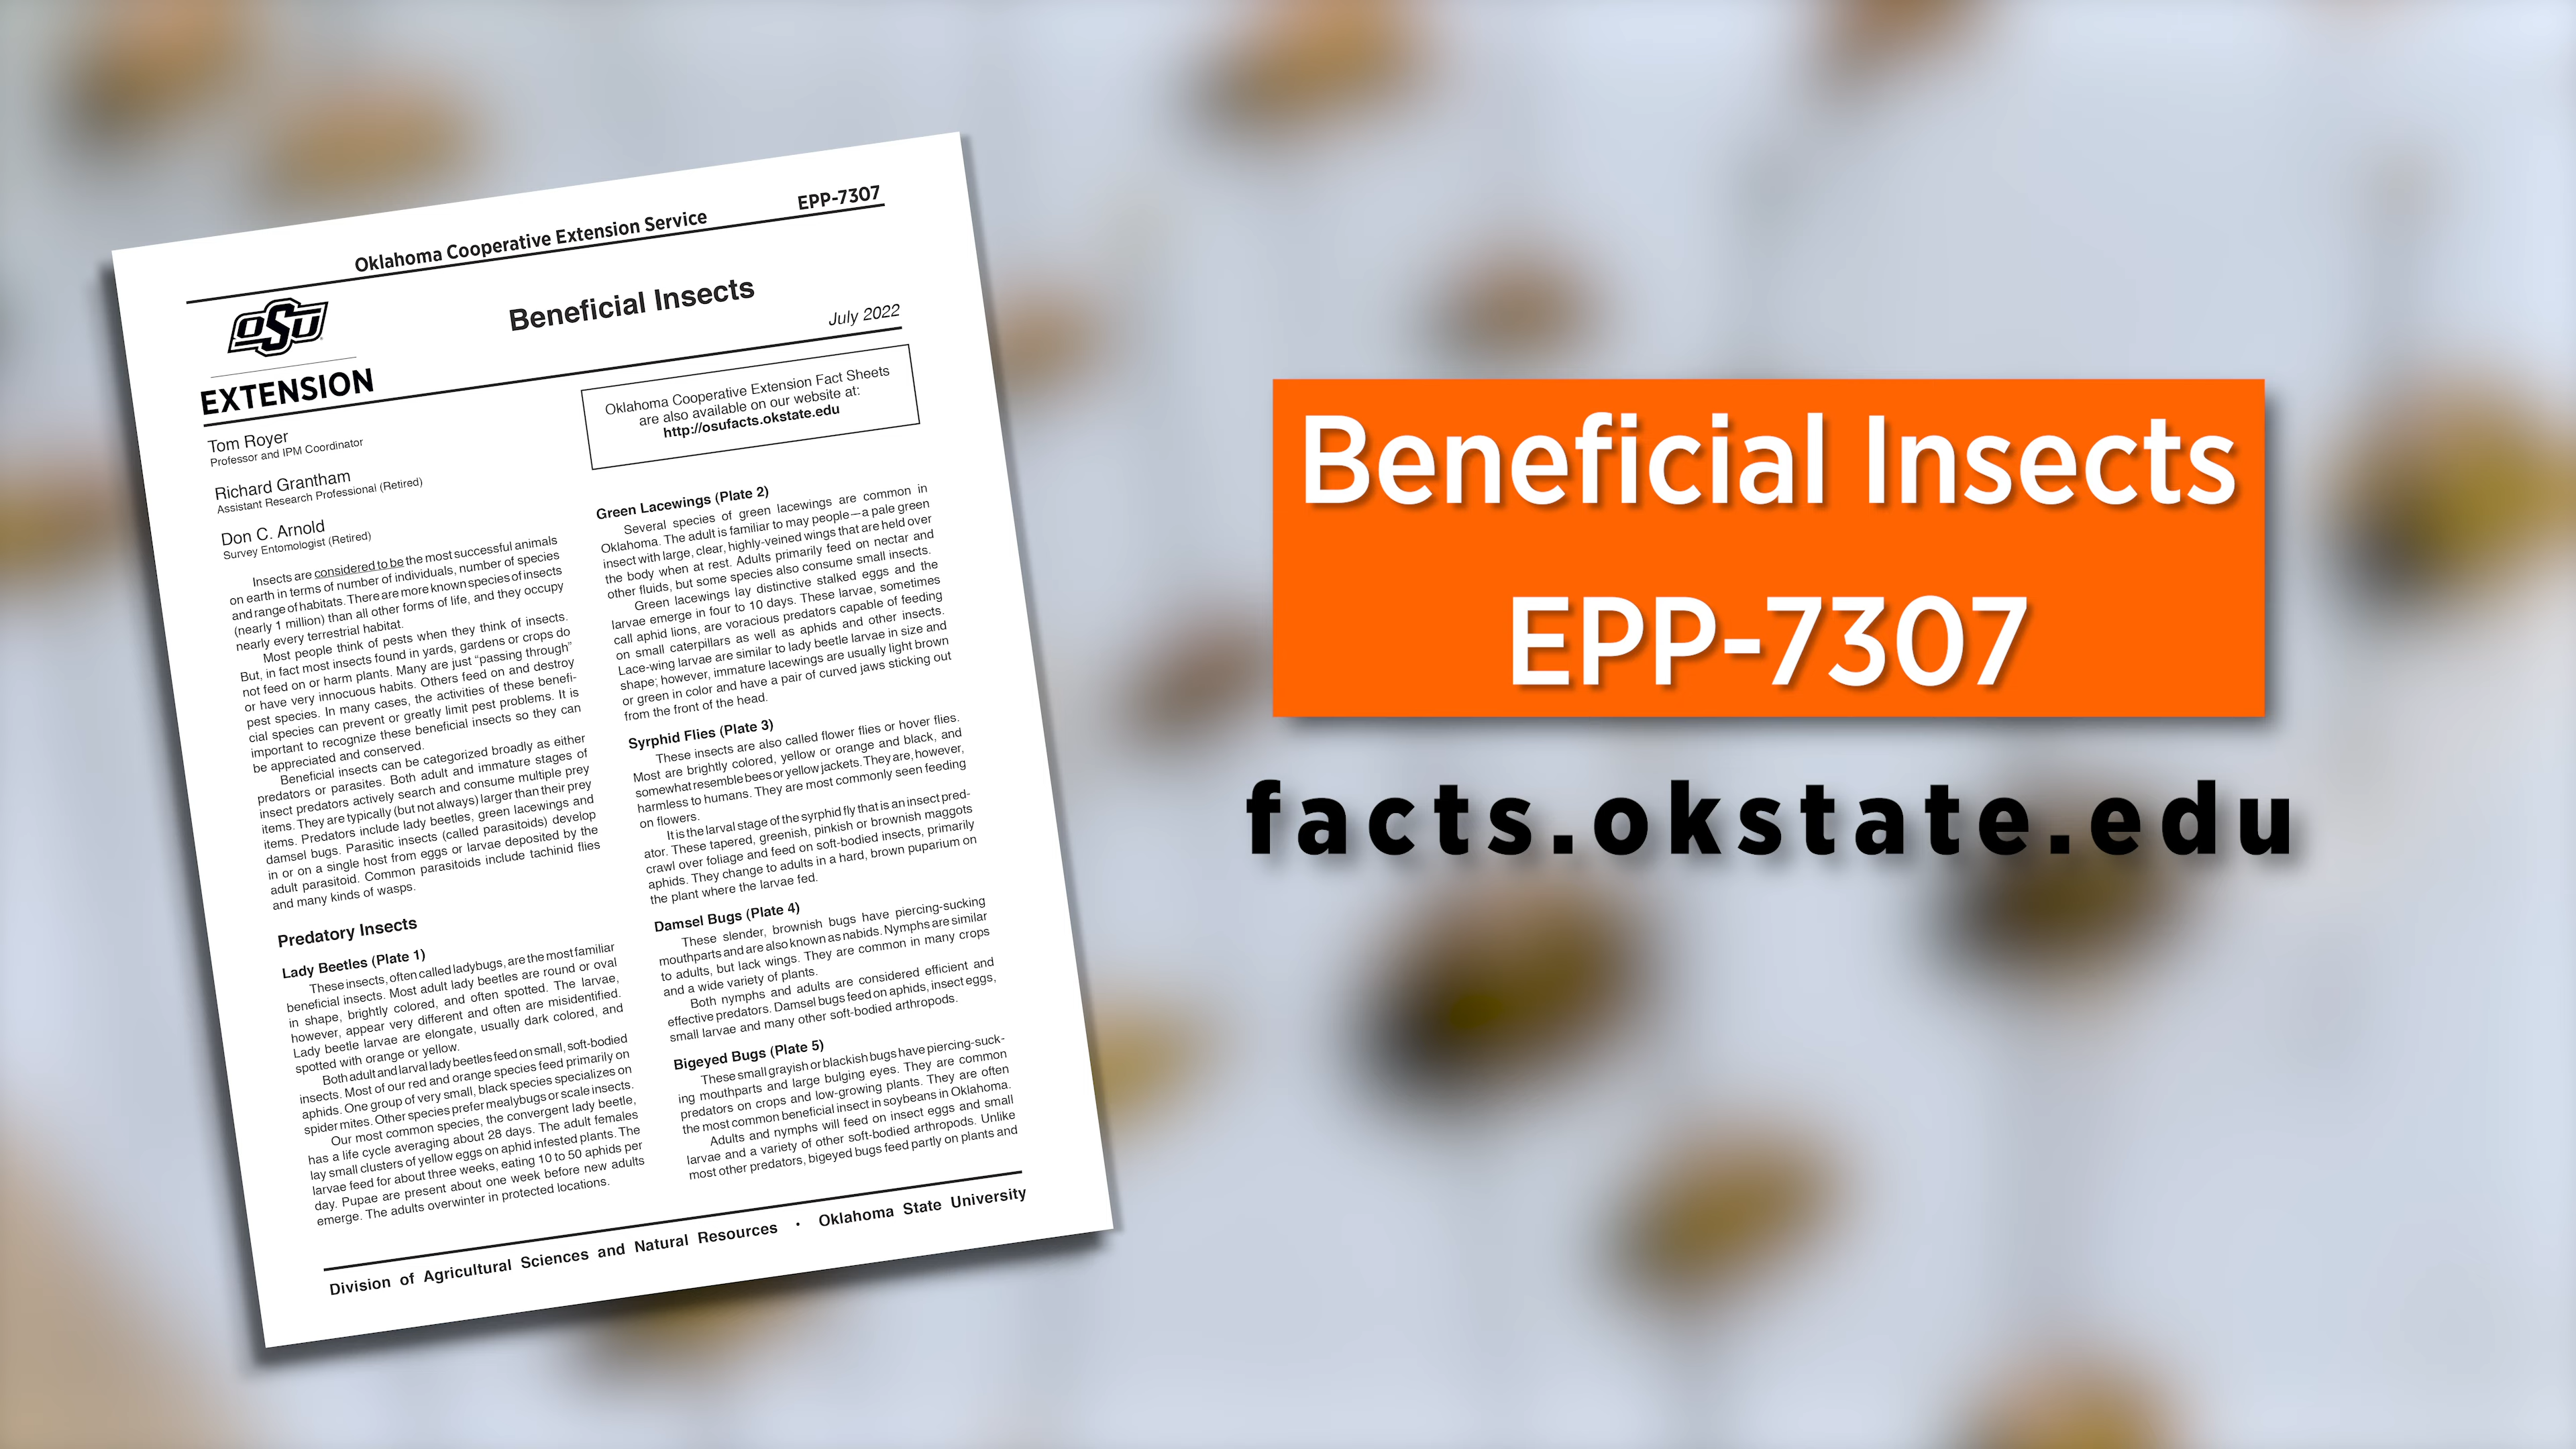 Oklahoma Cooperative Extension Service
EPP-7307
OSU
EXTENSION
Beneficial Insects
July 2022
Tom Royer
Professor and IPM Coordinator
Richard Grantham
Assistant Research Professional (Retired)
Don C. Arnold
Survey Entomologist (Retired)
Oklahoma Cooperative Extension Fact Sheets
are also available on our website at:
http://osufacts.okstate.edu
Insects are considered to be the most successful animals
on earth in terms of number of individuals, number of species
and range of habitats. There are more known species of insects
(nearly 1 million) than all other forms of life, and they occupy
nearly every terrestrial habitat.
Most people think of pests when they think of insects.
But, in fact most insects found in yards, gardens or crops do
not feed on or harm plants. Many are just “passing through”
or have very innocuous habits. Others feed on and destroy
pest species. In many cases, the activities of these benefi-
cial species can prevent or greatly limit pest problems. It is
important to recognize these beneficial insects so they can
be appreciated and conserved.
Beneficial insects can be categorized broadly as either
predators or parasites. Both adult and immature stages of
insect predators actively search and consume multiple prey
items. They are typically (but not always) larger than their prey
items. Predators include lady beetles, green lacewings and
damsel bugs. Parasitic insects (called parasitoids) develop
in or on a single host from eggs or larvae deposited by the
adult parasitoid. Common parasitoids include tachinid flies
and many kinds of wasps.
Predatory Insects
Lady Beetles (Plate 1)
These insects, often called ladybugs, are the most familiar
beneficial insects. Most adult lady beetles are round or oval
in shape, brightly colored, and often spotted. The larvae,
however, appear very different and often are misidentified.
Lady beetle larvae are elongate, usually dark colored, and
spotted with orange or yellow.
Both adult and larval lady beetles feed on small, soft-bodied
insects. Most of our red and orange species feed primarily on
aphids. One group of very small, black species specializes on
spider mites. Other species prefer mealybugs or scale insects.
Our most common species, the convergent lady beetle,
has a life cycle averaging about 28 days. The adult females
lay small clusters of yellow eggs on aphid infested plants. The
larvae feed for about three weeks, eating 10 to 50 aphids per
day. Pupae are present about one week before new adults
emerge. The adults overwinter in protected locations.
Green Lacewings (Plate 2)
Several species of green lacewings are common in
Oklahoma. The adult is familiar to may people—a pale green
insect with large, clear, highly-veined wings that are held over
the body when at rest. Adults primarily feed on nectar and
other fluids, but some species also consume small insects.
Green lacewings lay distinctive stalked eggs and the
larvae emerge in four to 10 days. These larvae, sometimes
call aphid lions, are voracious predators capable of feeding
on small caterpillars as well as aphids and other insects.
Lace-wing larvae are similar to lady beetle larvae in size and
shape; however, immature lacewings are usually light brown
or green in color and have a pair of curved jaws sticking out
from the front of the head.
Syrphid Flies (Plate 3)
These insects are also called flower flies or hover flies.
Most are brightly colored, yellow or orange and black, and
somewhat resemble bees or yellow jackets. They are, however,
harmless to humans. They are most commonly seen feeding
on flowers.
It is the larval stage of the syrphid fly that is an insect pred-
ator. These tapered, greenish, pinkish or brownish maggots
crawl over foliage and feed on soft-bodied insects, primarily
aphids. They change to adults in a hard, brown puparium on
the plant where the larvae fed.
Damsel Bugs (Plate 4)
These slender, brownish bugs have piercing-sucking
mouthparts and are also known as nabids. Nymphs are similar
to adults, but lack wings. They are common in many crops
and a wide variety of plants.
Both nymphs and adults are considered efficient and
effective predators. Damsel bugs feed on aphids, insect eggs,
small larvae and many other soft-bodied arthropods.
Bigeyed Bugs (Plate 5)
These small grayish or blackish bugs have piercing-suck-
ing mouthparts and large bulging eyes. They are common
predators on crops and low-growing plants. They are often
the most common beneficial insect in soybeans in Oklahoma.
Adults and nymphs will feed on insect eggs and small
larvae and a variety of other soft-bodied arthropods. Unlike
most other predators, bigeyed bugs feed partly on plants and
Division of Agricultural Sciences and Natural Resources • Oklahoma State University
Beneficial Insects
EPP-7307
facts.okstate.edu